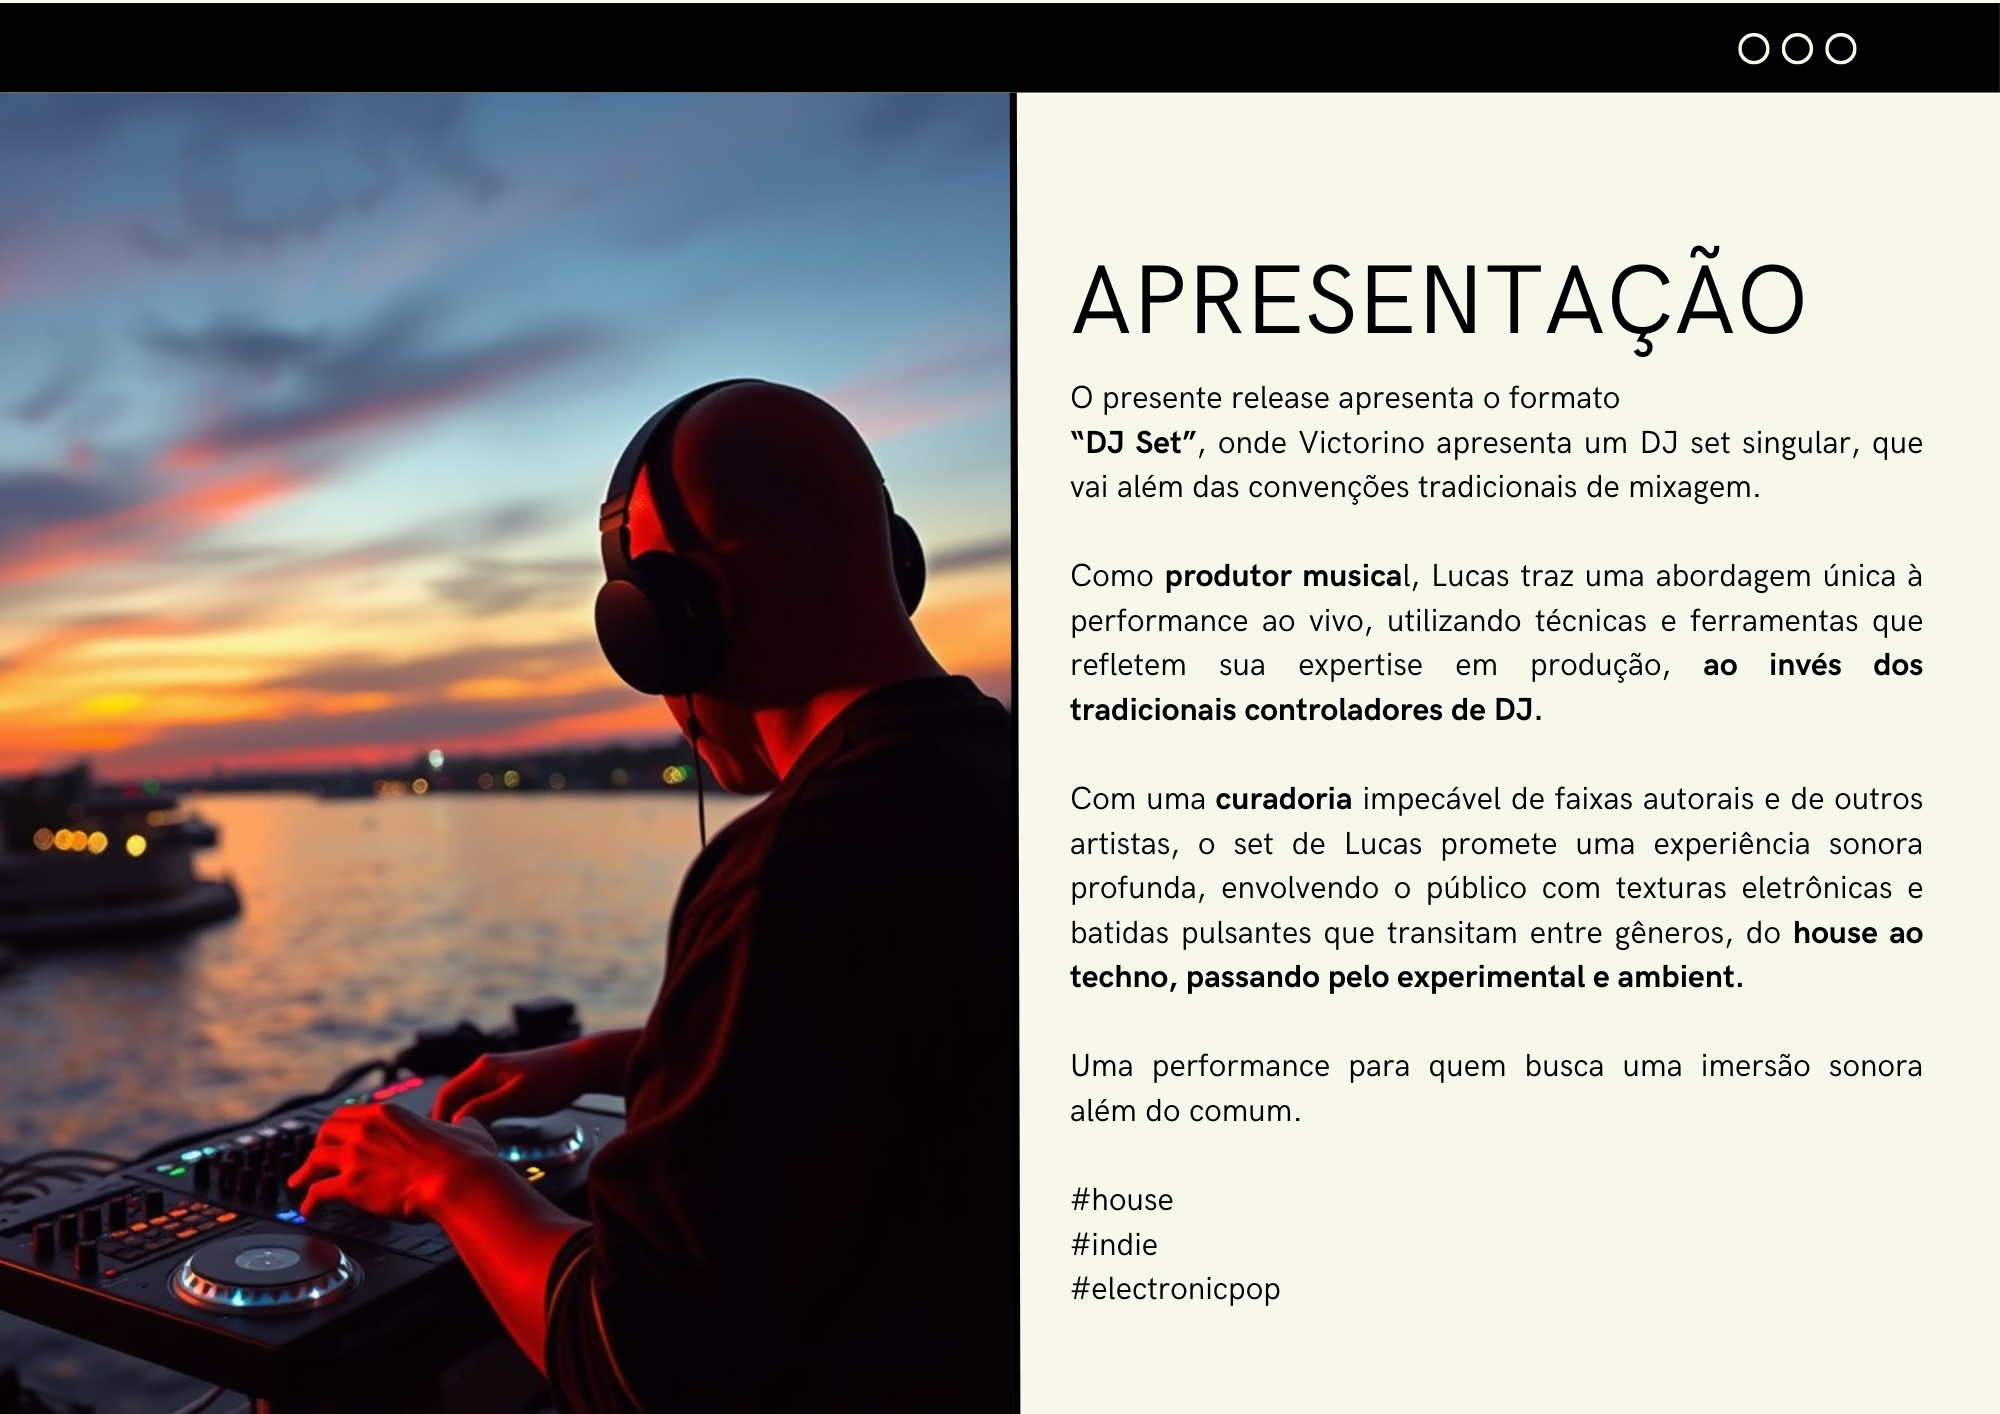 APRESENTAÇÃO
O presente release apresenta o formato
“DJ Set”, onde Victorino apresenta um DJ set singular, que
vai além das convenções tradicionais de mixagem.
Como produtor musical, Lucas traz uma abordagem única à
performance ao vivo, utilizando técnicas e ferramentas que
refletem sua expertise em produção, ao invés dos
tradicionais controladores de DJ.
Com uma curadoria impecável de faixas autorais e de outros
artistas, o set de Lucas promete uma experiência sonora
profunda, envolvendo o público com texturas eletrônicas e
batidas pulsantes que transitam entre gêneros, do house ao
techno, passando pelo experimental e ambient.
Uma performance para quem busca uma imersão sonora
além do comum.
#house
#indie
#electronicpop